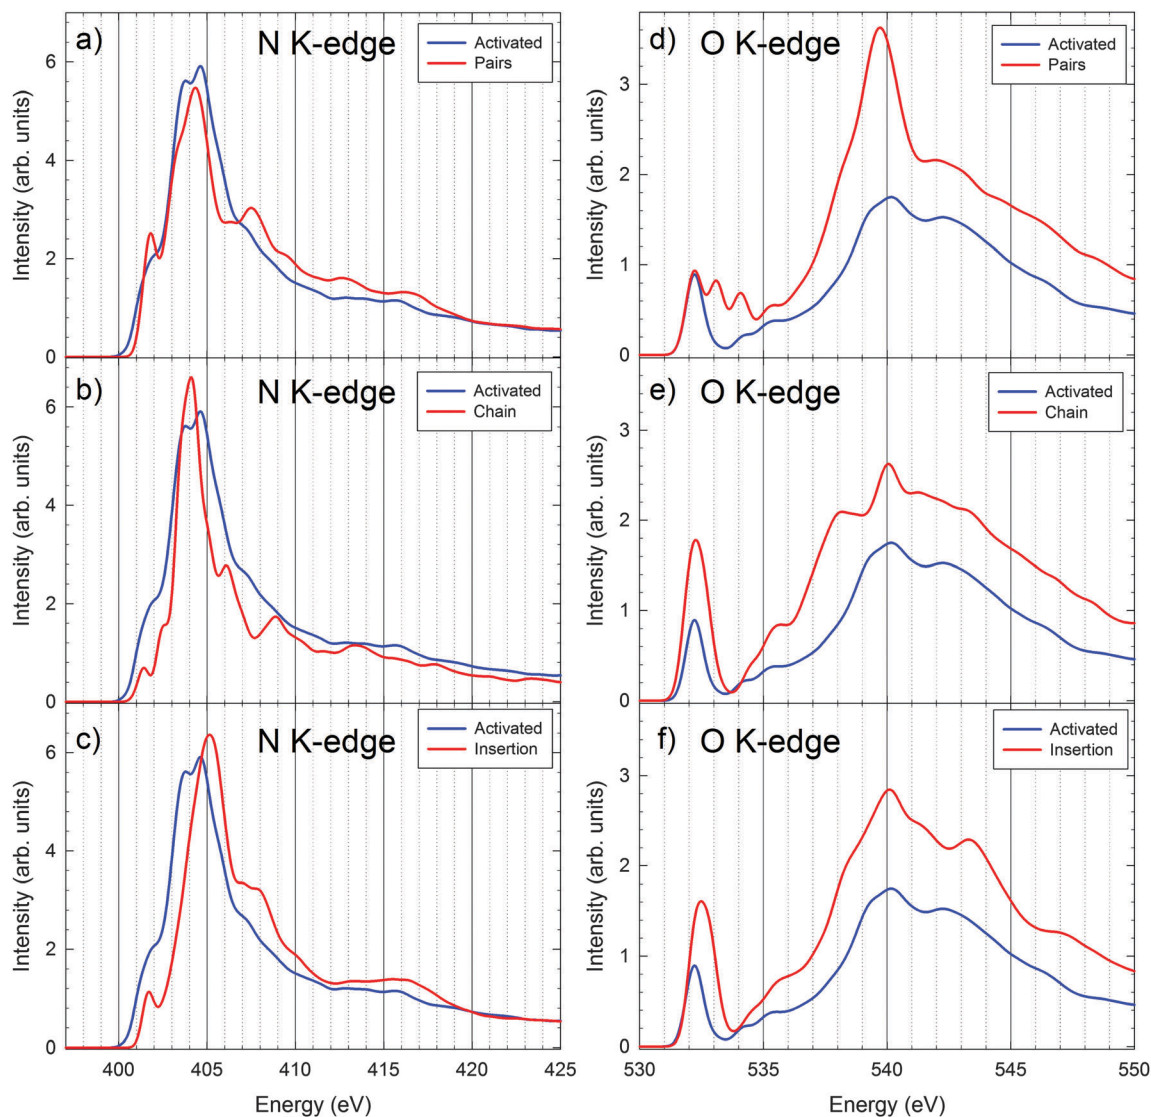 a)
N K-edge
Activated
Pairs
Intensity (arb. units)
6
4
2
0
b)
N K-edge
Activated
Chain
Intensity (arb. units)
6
4
2
0
c)
N K-edge
Activated
Insertion
Intensity (arb. units)
6
4
2
0
400
405
410
415
420
425
Energy (eV)
d)
O K-edge
Activated
Pairs
Intensity (arb. units)
3
2
1
0
e)
O K-edge
Activated
Chain
Intensity (arb. units)
3
2
1
0
f)
O K-edge
Activated
Insertion
Intensity (arb. units)
3
2
1
0
530
535
540
545
550
Energy (eV)